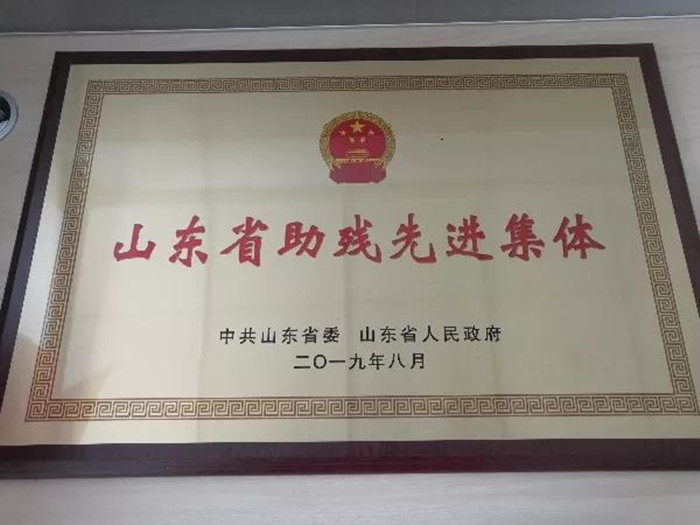 山东省助残先进集体
中共山东省委 山东省人民政府
二〇一九年八月